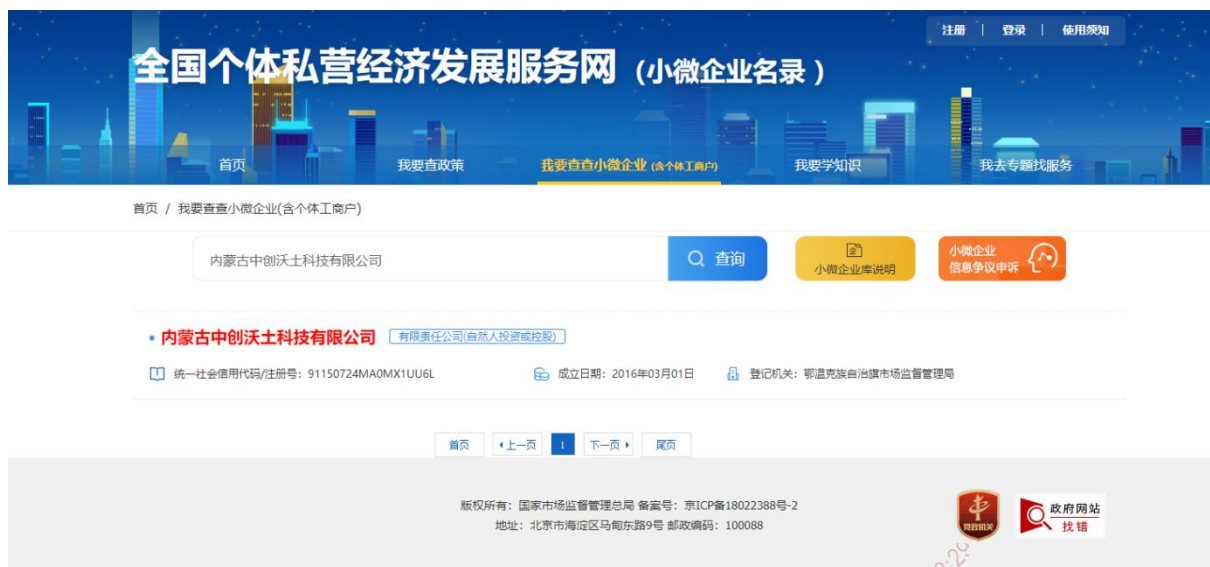 注册 | 登录 | 使用须知
全国个体私营经济发展服务网（小微企业名录）
首页 我要查政策 我要查查小微企业 (含个体工商户) 我要学知识 我去专题找服务
首页 / 我要查查小微企业(含个体工商户)
内蒙古中创沃土科技有限公司 查询
小微企业库说明
小微企业
信息争议申诉
内蒙古中创沃土科技有限公司 有限责任公司(自然人投资或控股)
统一社会信用代码/注册号：91150724MA0MX1UU6L 成立日期：2016年03月01日 登记机关：鄂温克族自治旗市场监督管理局
首页 上一页 1 下一页 尾页
版权所有：国家市场监督管理总局 备案号：京ICP备18022388号-2
地址：北京市海淀区马甸东路9号 邮政编码：100088
党政机关
政府网站
找错